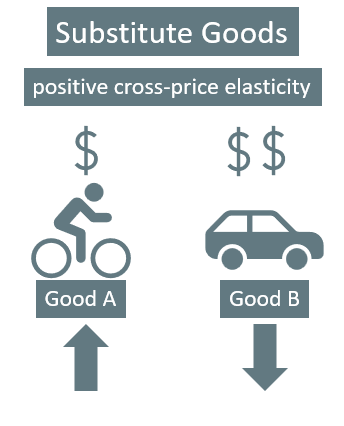 Substitute Goods
positive cross-price elasticity
$
$ $
Good A
Good B